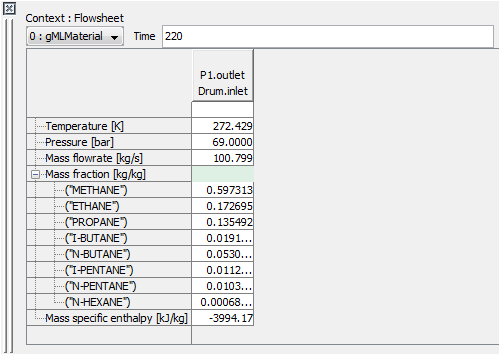 Context : Flowsheet
0 : gMLMaterial Time 220
P1.outlet
Drum.inlet
Temperature [K] 272.429
Pressure [bar] 69.0000
Mass flowrate [kg/s] 100.799
Mass fraction [kg/kg]
("METHANE") 0.597313
("ETHANE") 0.172695
("PROPANE") 0.135492
("I-BUTANE") 0.0191...
("N-BUTANE") 0.0530...
("I-PENTANE") 0.0112...
("N-PENTANE") 0.0103...
("N-HEXANE") 0.00068...
Mass specific enthalpy [kJ/kg] -3994.17